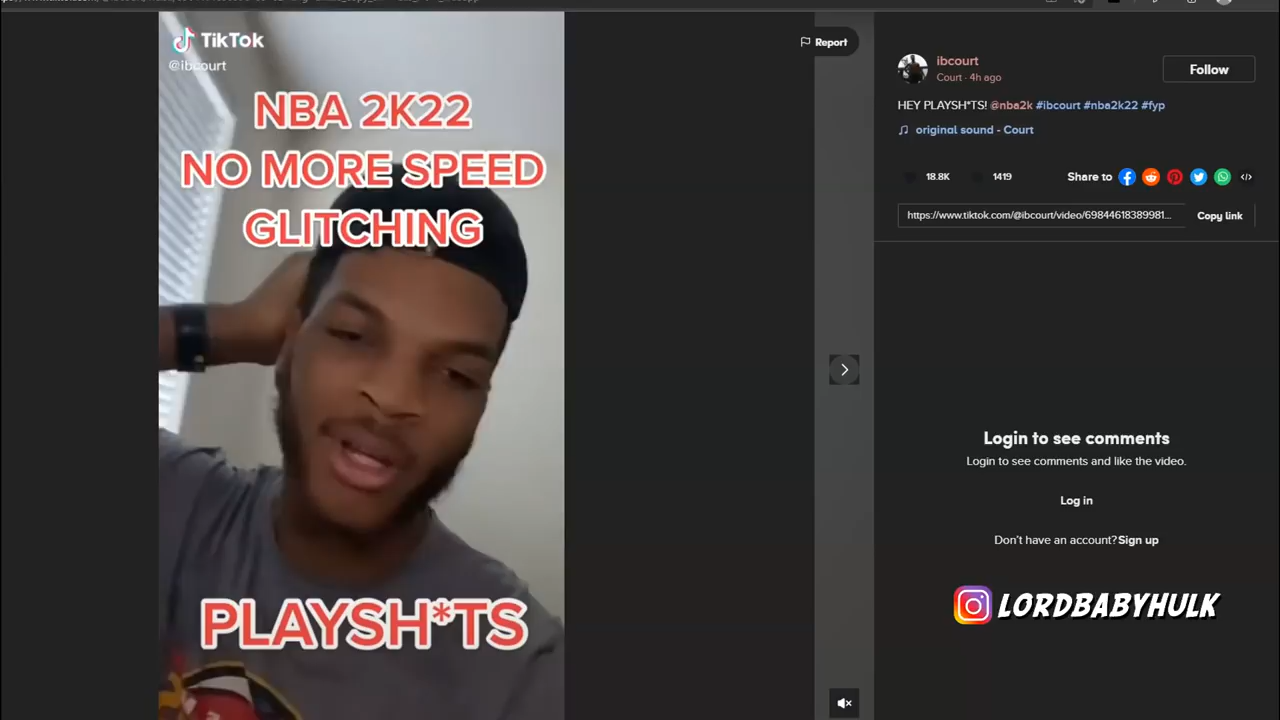 TikTok
@ibcourt
NBA 2K22
NO MORE SPEED
GLITCHING
PLAYSH*TS
Report
ibcourt
Court · 4h ago
Follow
HEY PLAYSH*TS! @nba2k #ibcourt #nba2k22 #fyp
original sound - Court
18.8K
1419
Share to
https://www.tiktok.com/@ibcourt/video/69844618389981...
Copy link
Login to see comments
Login to see comments and like the video.
Log in
Don't have an account? Sign up
LORDBABYHULK